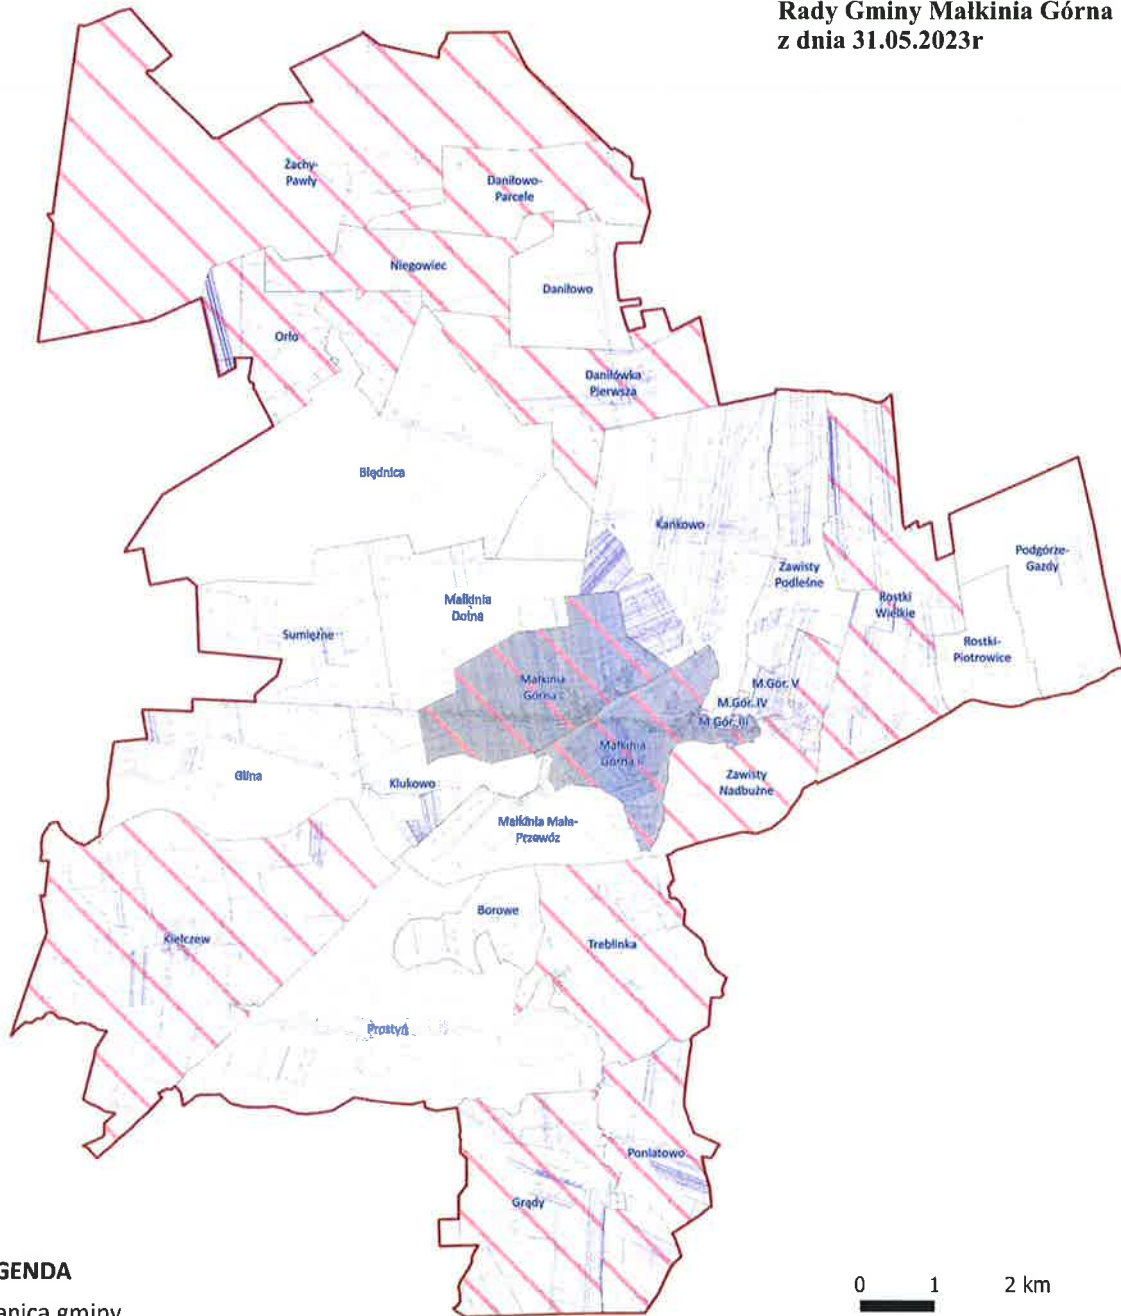 Rady Gminy Małkinia Górna
z dnia 31.05.2023r
Żachy-
Pawły
Daniłowo-
Parcele
Niegowiec
Daniłowo
Orło
Daniłówka
Pierwsza
Błędnica
Kańkowo
Podgórze-
Gazdy
Zawisty
Podleśne
Małkinia
Dolna
Rostki
Wielkie
Sumiężne
Rostki-
Piotrowice
Małkinia
Górna I
M.Gór. V
M.Gór. IV
M.Gór. III
Małkinia
Górna II
Glina
Klukowo
Zawisty
Nadbużne
Małkinia Mała-
Przewóz
Borowe
Kiełczew
Treblinka
Prostyń
Poniatowo
Grądy
GENDA
anica gminy
0 1 2 km